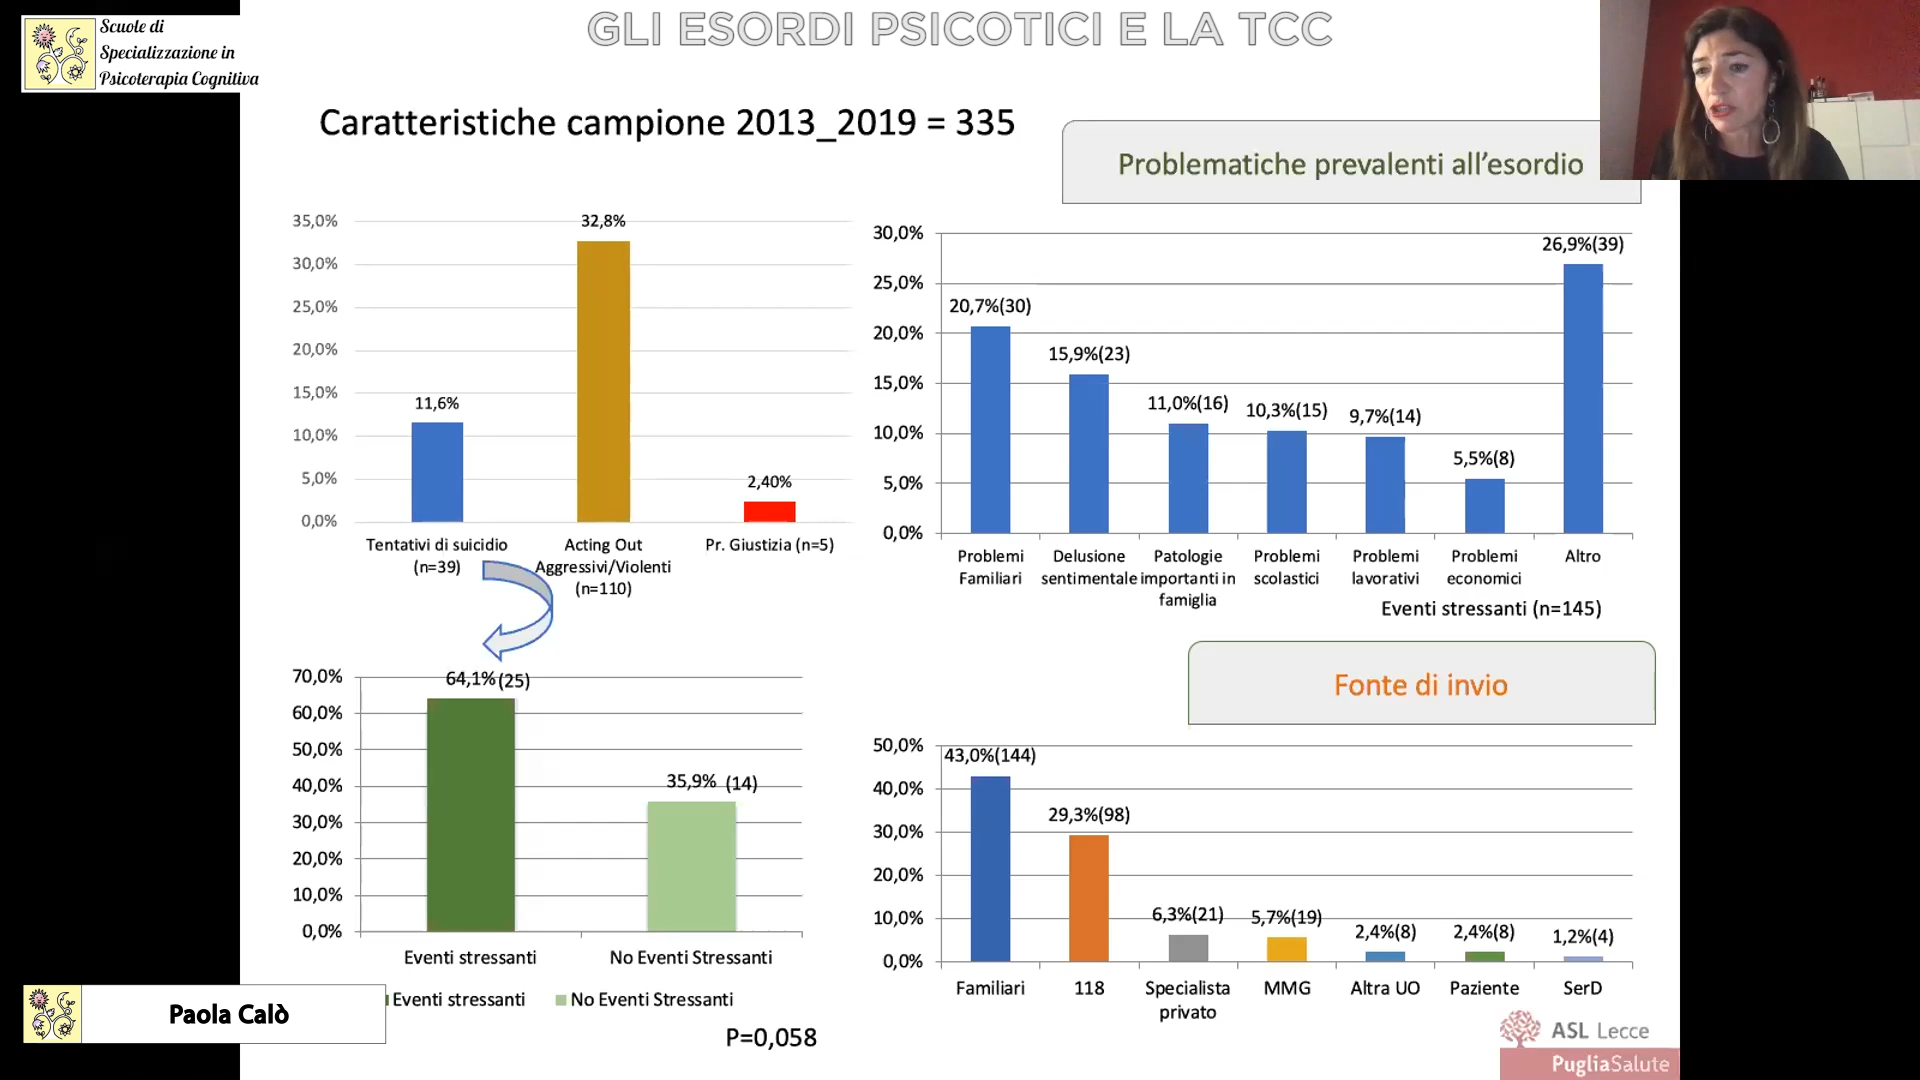 GLI ESORDI PSICOTICI E LA TCC
Scuole di
Specializzazione in
Psicoterapia Cognitiva
Caratteristiche campione 2013_2019 = 335
35,0%
30,0%
25,0%
20,0%
15,0%
10,0%
5,0%
0,0%
11,6%
32,8%
2,40%
Tentativi di suicidio
(n=39)
Acting Out
Aggressivi/Violenti
(n=110)
Pr. Giustizia (n=5)
Problematiche prevalenti all’esordio
30,0%
25,0%
20,0%
15,0%
10,0%
5,0%
0,0%
20,7%(30)
15,9%(23)
11,0%(16)
10,3%(15)
9,7%(14)
5,5%(8)
26,9%(39)
Problemi
Familiari
Delusione
sentimentale
Patologie
importanti in
famiglia
Problemi
scolastici
Problemi
lavorativi
Problemi
economici
Altro
Eventi stressanti (n=145)
70,0%
60,0%
50,0%
40,0%
30,0%
20,0%
10,0%
0,0%
64,1%(25)
35,9% (14)
Eventi stressanti
No Eventi Stressanti
Eventi stressanti
No Eventi Stressanti
P=0,058
Fonte di invio
50,0%
40,0%
30,0%
20,0%
10,0%
0,0%
43,0%(144)
29,3%(98)
6,3%(21)
5,7%(19)
2,4%(8)
2,4%(8)
1,2%(4)
Familiari
118
Specialista
privato
MMG
Altra UO
Paziente
SerD
Paola Calò
ASL Lecce
PugliaSalute